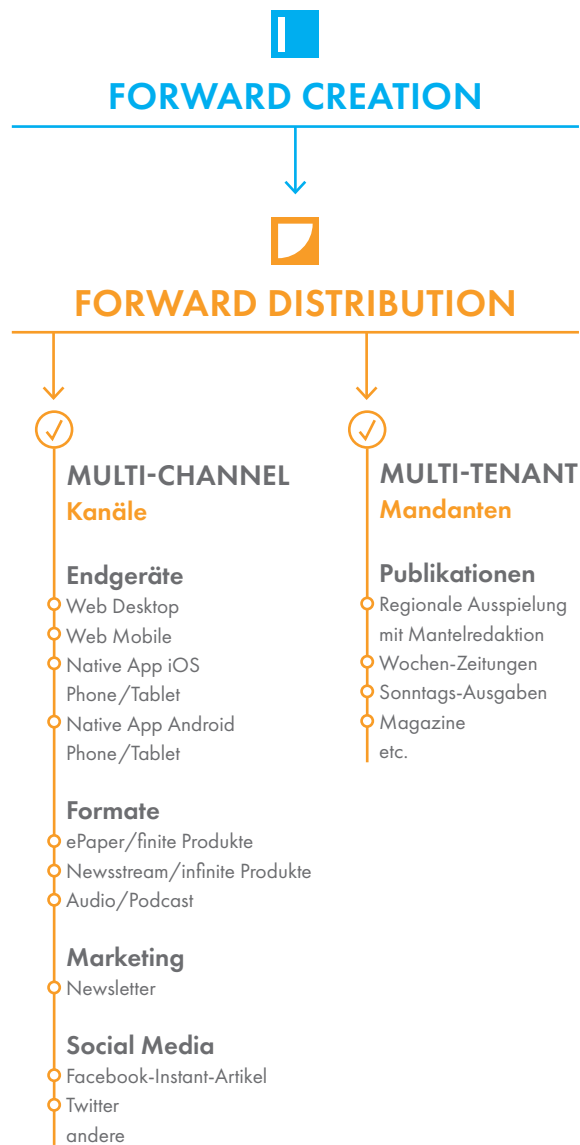 FORWARD CREATION
FORWARD DISTRIBUTION
MULTI-CHANNEL
Kanäle
Endgeräte
Web Desktop
Web Mobile
Native App iOS
Phone/Tablet
Native App Android
Phone/Tablet
Formate
ePaper/finite Produkte
Newsstream/infinite Produkte
Audio/Podcast
Marketing
Newsletter
Social Media
Facebook-Instant-Artikel
Twitter
andere
MULTI-TENANT
Mandanten
Publikationen
Regionale Ausspielung
mit Mantelredaktion
Wochen-Zeitungen
Sonntags-Ausgaben
Magazine
etc.